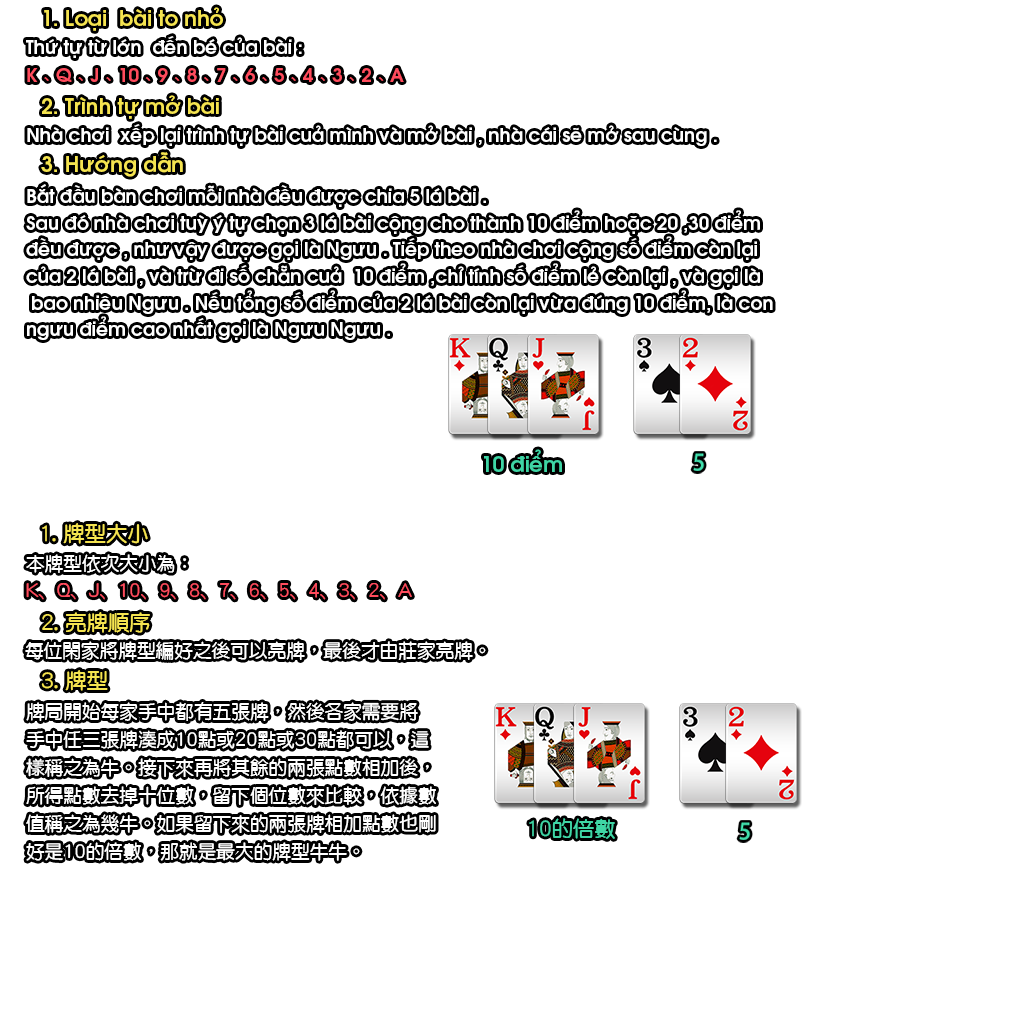 1. Loại bài to nhỏ
Thứ tự từ lớn đến bé của bài :
K、Q、J、10、9、8、7、6、5、4、3、2、A
2. Trình tự mở bài
Nhà chơi xếp lại trình tự bài cuả mình và mở bài , nhà cái sẽ mở sau cùng .
3. Hướng dẫn
Bắt đầu bàn chơi mỗi nhà đều được chia 5 lá bài .
Sau đó nhà chơi tuỳ ý tự chọn 3 lá bài cộng cho thành 10 điểm hoặc 20 ,30 điểm
đều được , như vậy được gọi là Ngưu . Tiếp theo nhà chơi cộng số điểm còn lại
của 2 lá bài , và trừ đi số chẵn cuả 10 điểm ,chỉ tính số điểm lẻ còn lại , và gọi là
bao nhiêu Ngưu . Nếu tổng số điểm của 2 lá bài còn lại vừa đúng 10 điểm, là con
ngưu điểm cao nhất gọi là Ngưu Ngưu .
K Q J 3 2
J 2
10 điểm 5
1. 牌型大小
本牌型依次大小為：
K、Q、J、10、9、8、7、6、5、4、3、2、A
2. 亮牌順序
每位閑家將牌型編好之後可以亮牌，最後才由莊家亮牌。
3. 牌型
牌局開始每家手中都有五張牌，然後各家需要將
手中任三張牌湊成10點或20點或30點都可以，這
樣稱之為牛。接下來再將其餘的兩張點數相加後，
所得點數去掉十位數，留下個位數來比較，依據數
值稱之為幾牛。如果留下來的兩張牌相加點數也剛
好是10的倍數，那就是最大的牌型牛牛。
K Q J 3 2
J 2
10的倍數 5